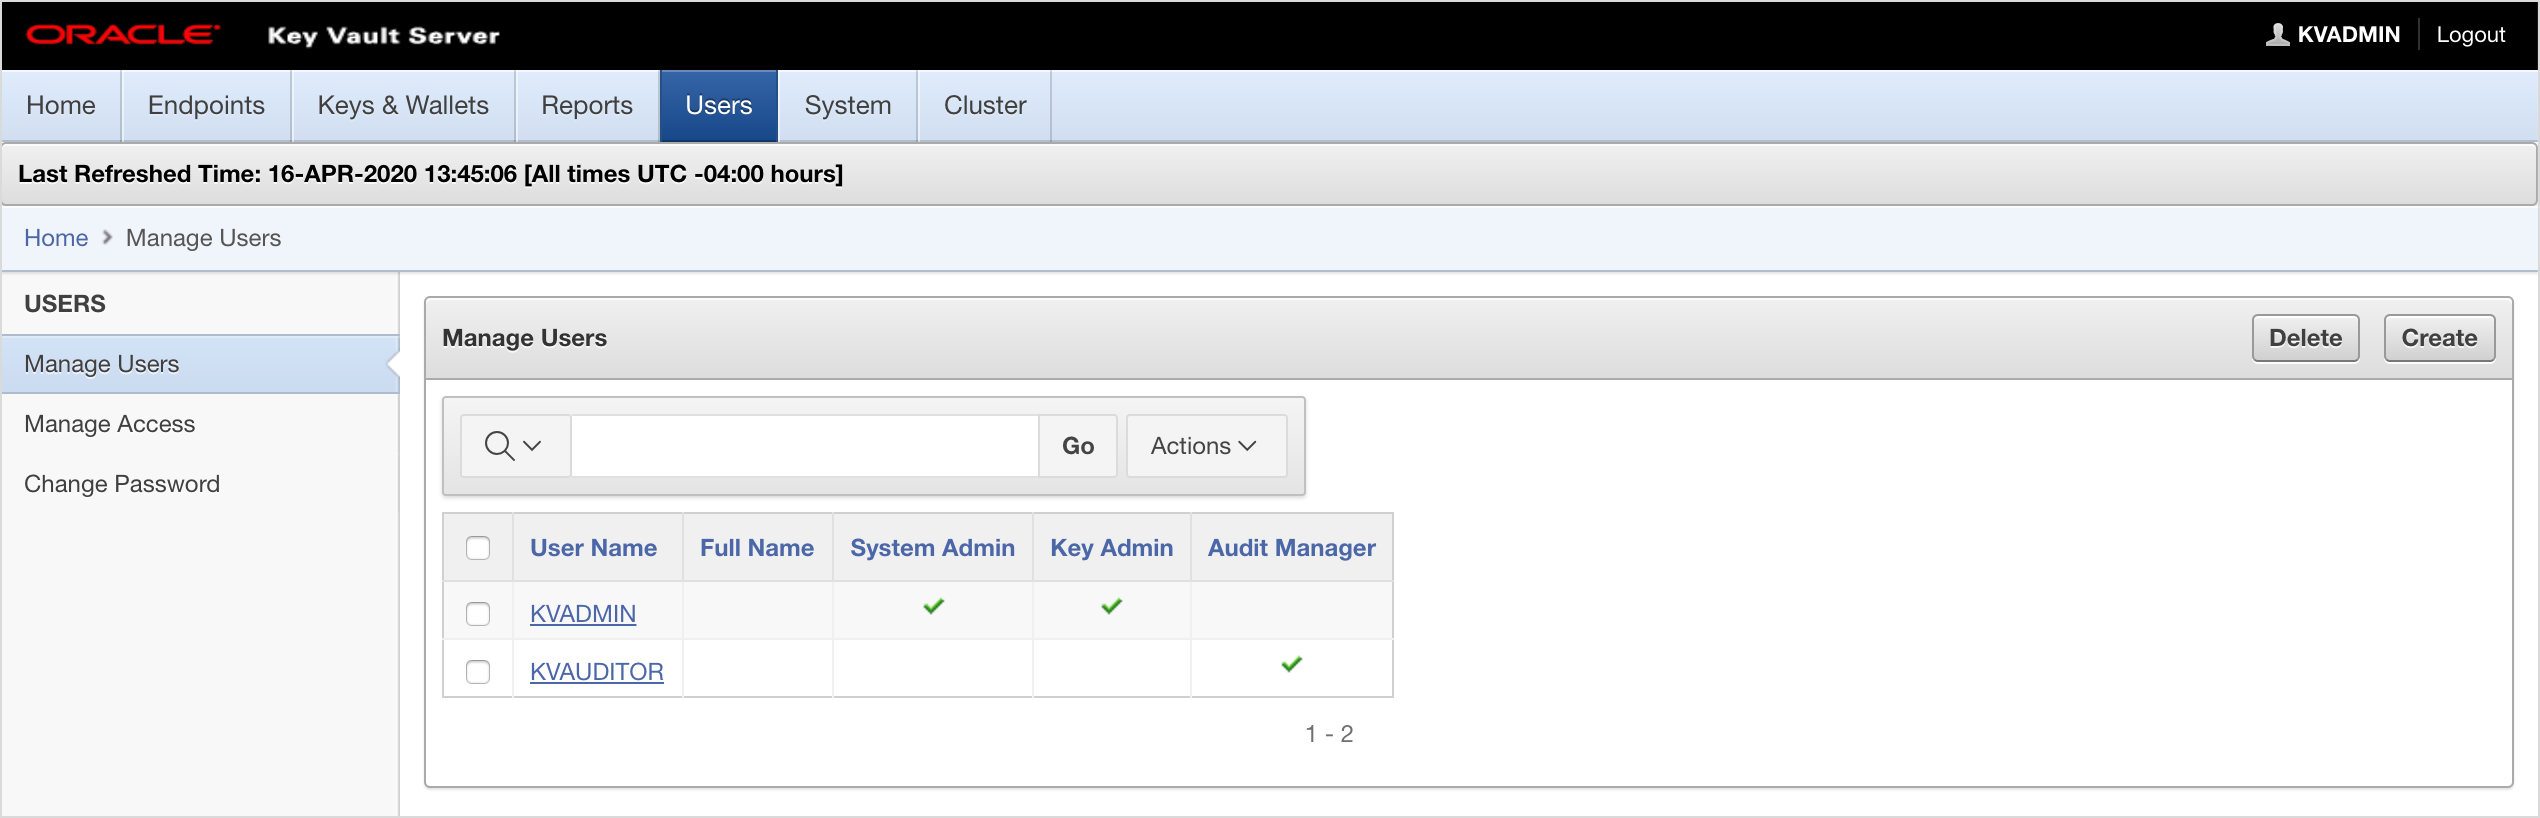 ORACLE Key Vault Server KVADMIN Logout
Home Endpoints Keys & Wallets Reports Users System Cluster
Last Refreshed Time: 16-APR-2020 13:45:06 [All times UTC -04:00 hours]
Home Manage Users
USERS
Manage Users
Manage Access
Change Password
Manage Users Delete Create
Go Actions
User Name Full Name System Admin Key Admin Audit Manager
KVADMIN
KVAUDITOR
1 - 2